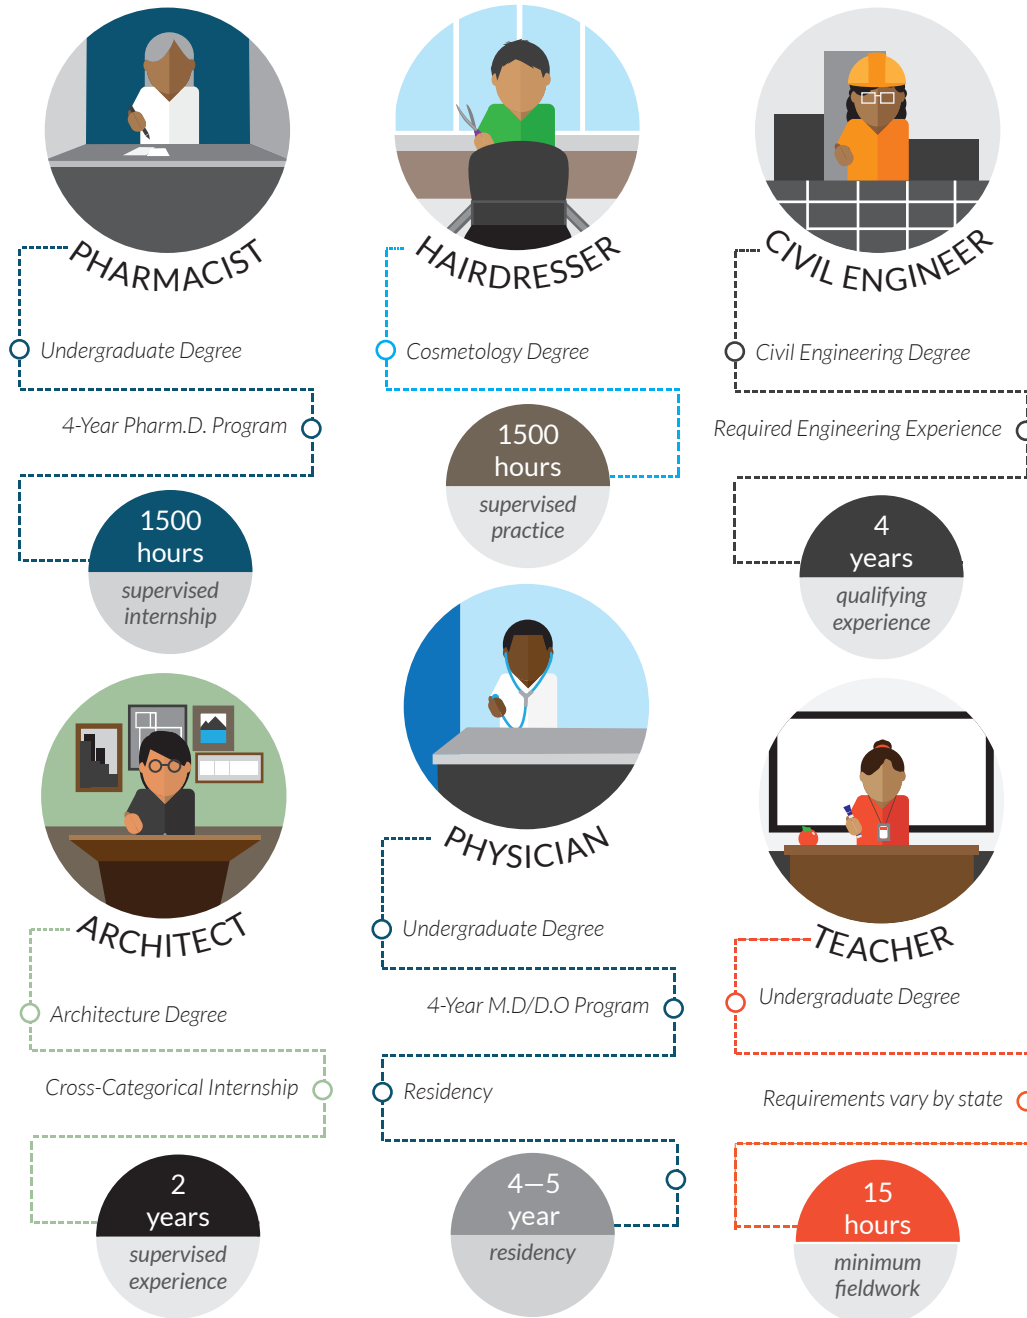 PHARMACIST
Undergraduate Degree
4-Year Pharm.D. Program
1500
hours
supervised
internship
HAIRDRESSER
Cosmetology Degree
1500
hours
supervised
practice
CIVIL ENGINEER
Civil Engineering Degree
Required Engineering Experience
4
years
qualifying
experience
ARCHITECT
Architecture Degree
Cross-Categorical Internship
2
years
supervised
experience
PHYSICIAN
Undergraduate Degree
4-Year M.D/D.O Program
Residency
4—5
year
residency
TEACHER
Undergraduate Degree
Requirements vary by state
15
hours
minimum
fieldwork